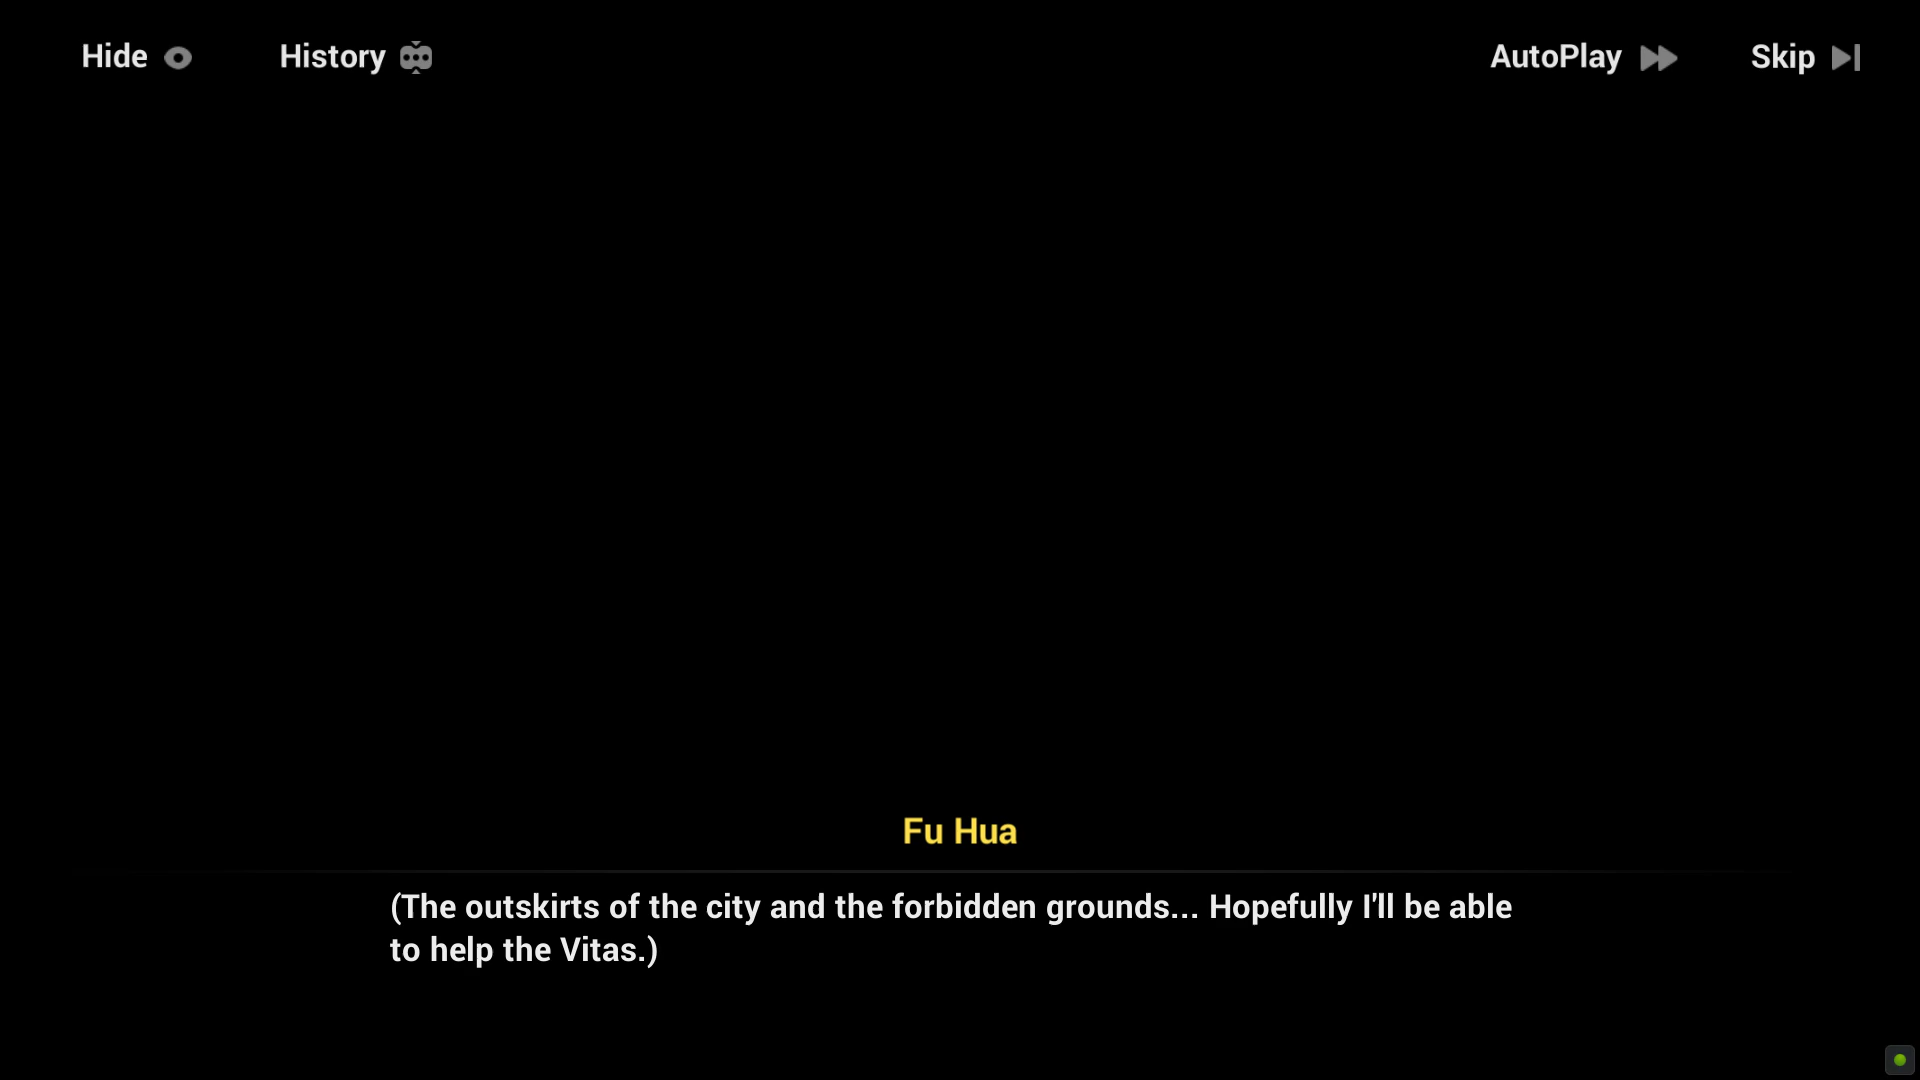 Hide
History
AutoPlay
Skip
Fu Hua
(The outskirts of the city and the forbidden grounds... Hopefully I'll be able
to help the Vitas.)